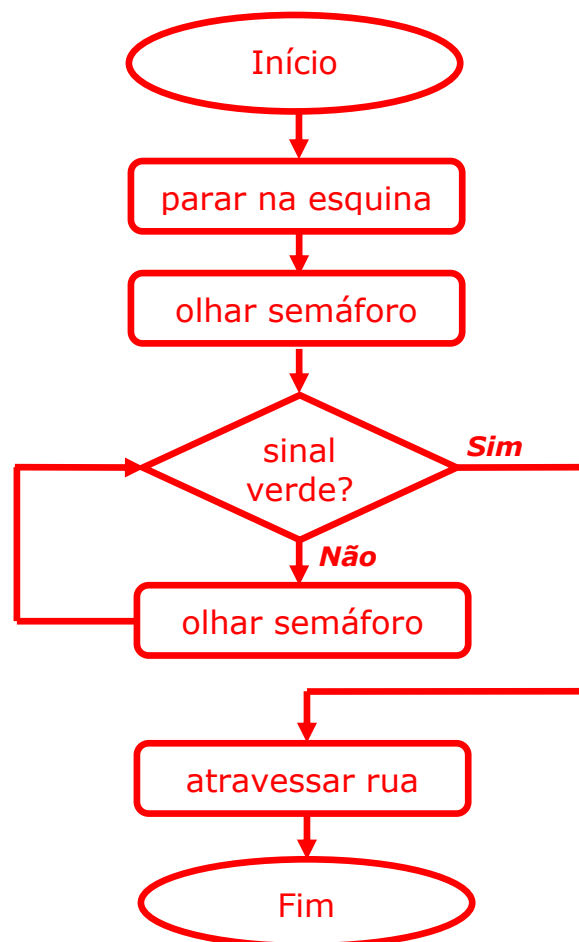 Início
parar na esquina
olhar semáforo
sinal
verde?
Sim
Não
olhar semáforo
atravessar rua
Fim